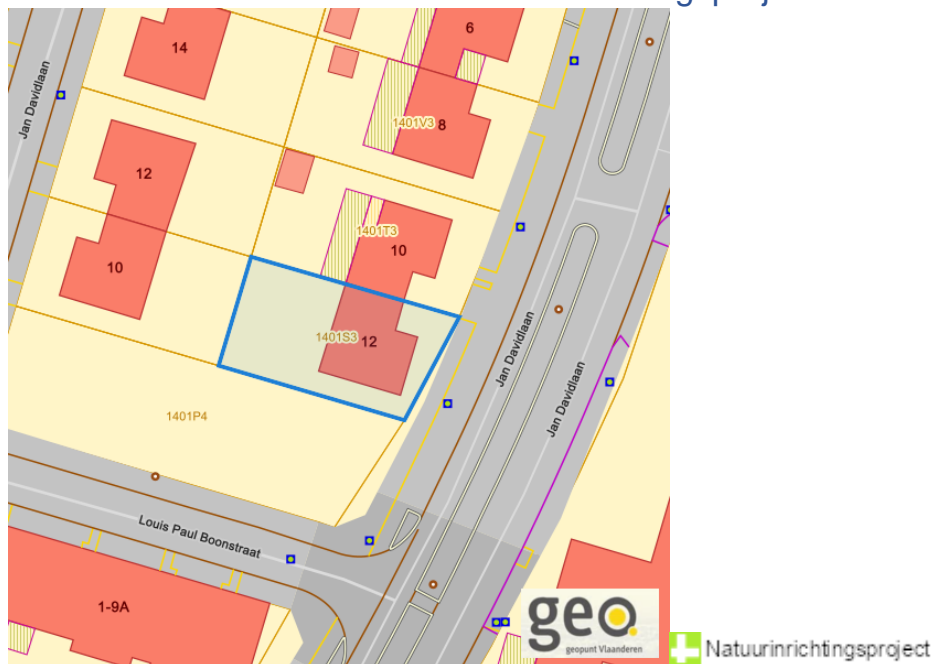 14
6
Jan Davidlaan
1401V3
8
12
1401T3
10
10
1401S3
12
Jan Davidlaan
Jan Davidlaan
1401P4
Louis Paul Boonstraat
1-9A
geo.
geopunt Vlaanderen
Natuurinrichtingsproject